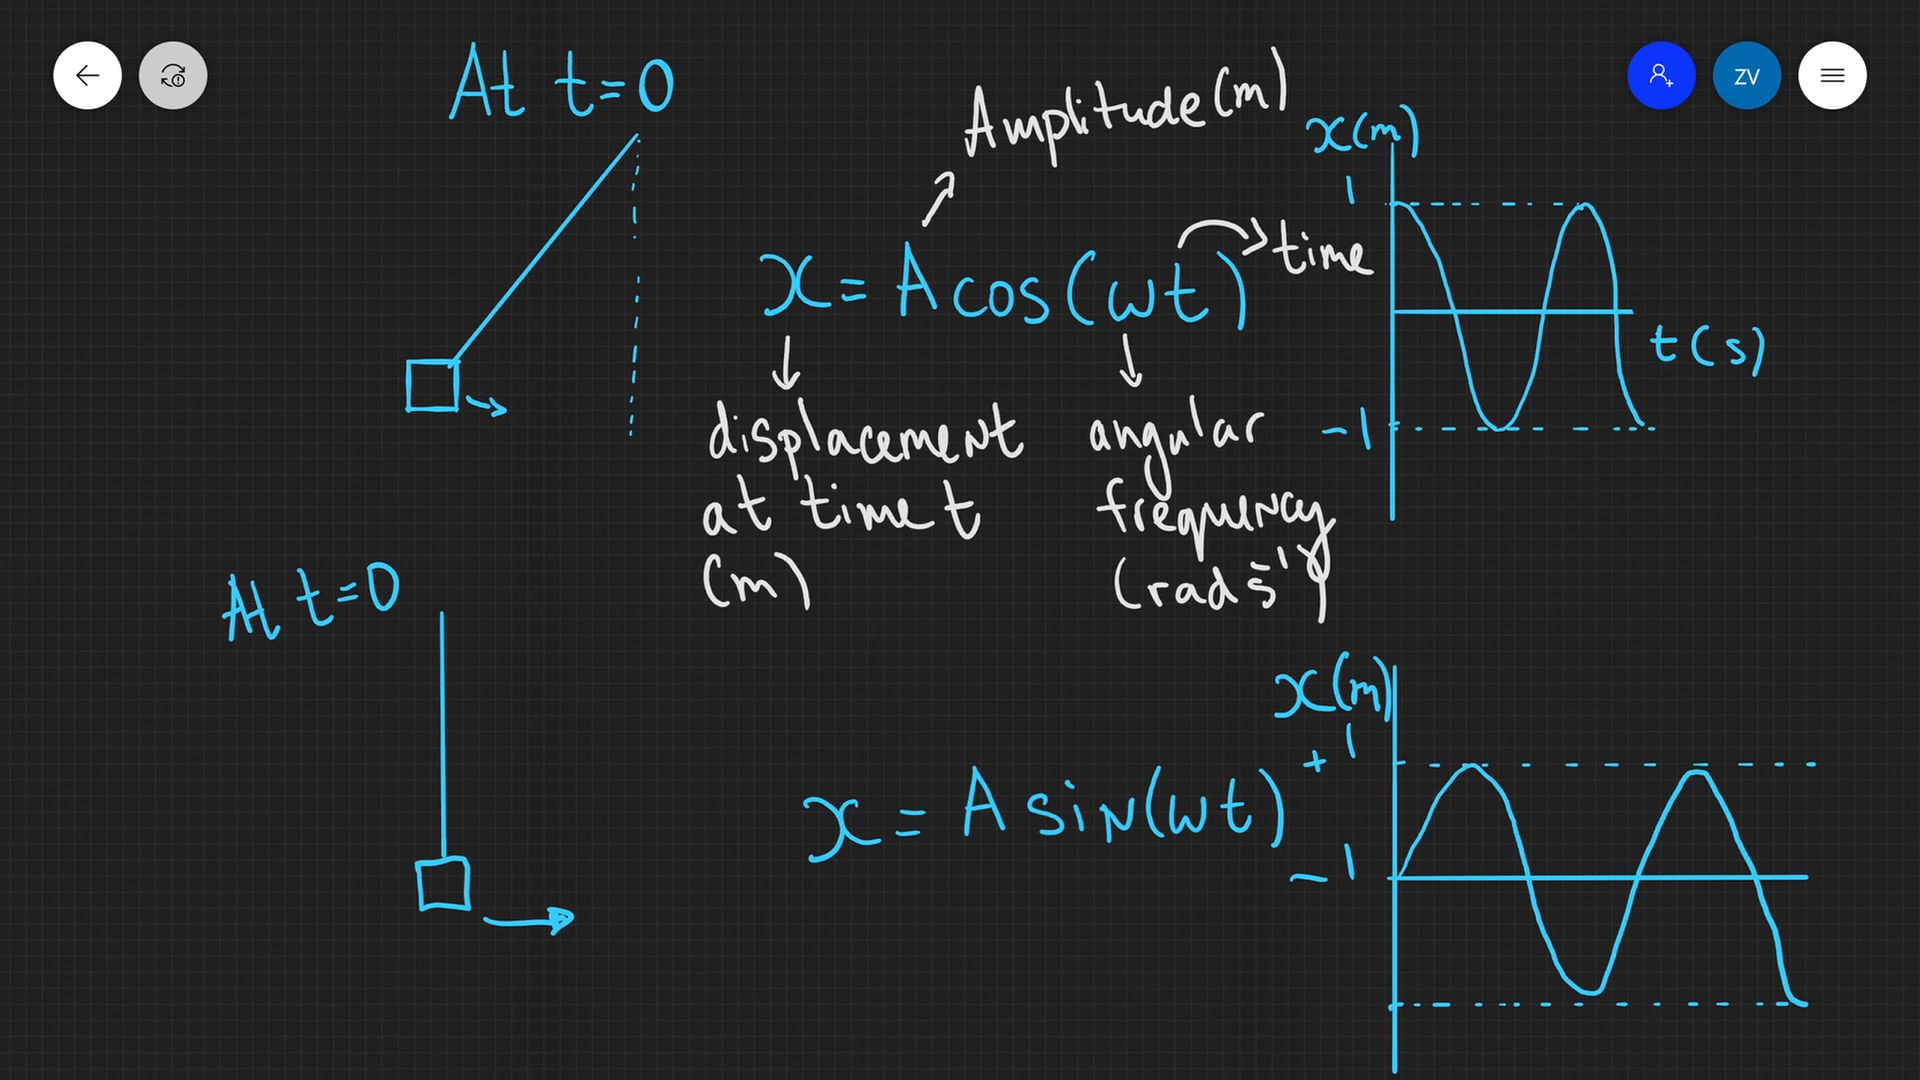 ZV
At t=0
Amplitude (m)
x(m)
1
x = A cos(ωt)
time
t(s)
-1
displacement
at time t
(m)
angular
frequency
(rad s⁻¹)
At t=0
x(m)
+1
x = A sin(ωt)
-1